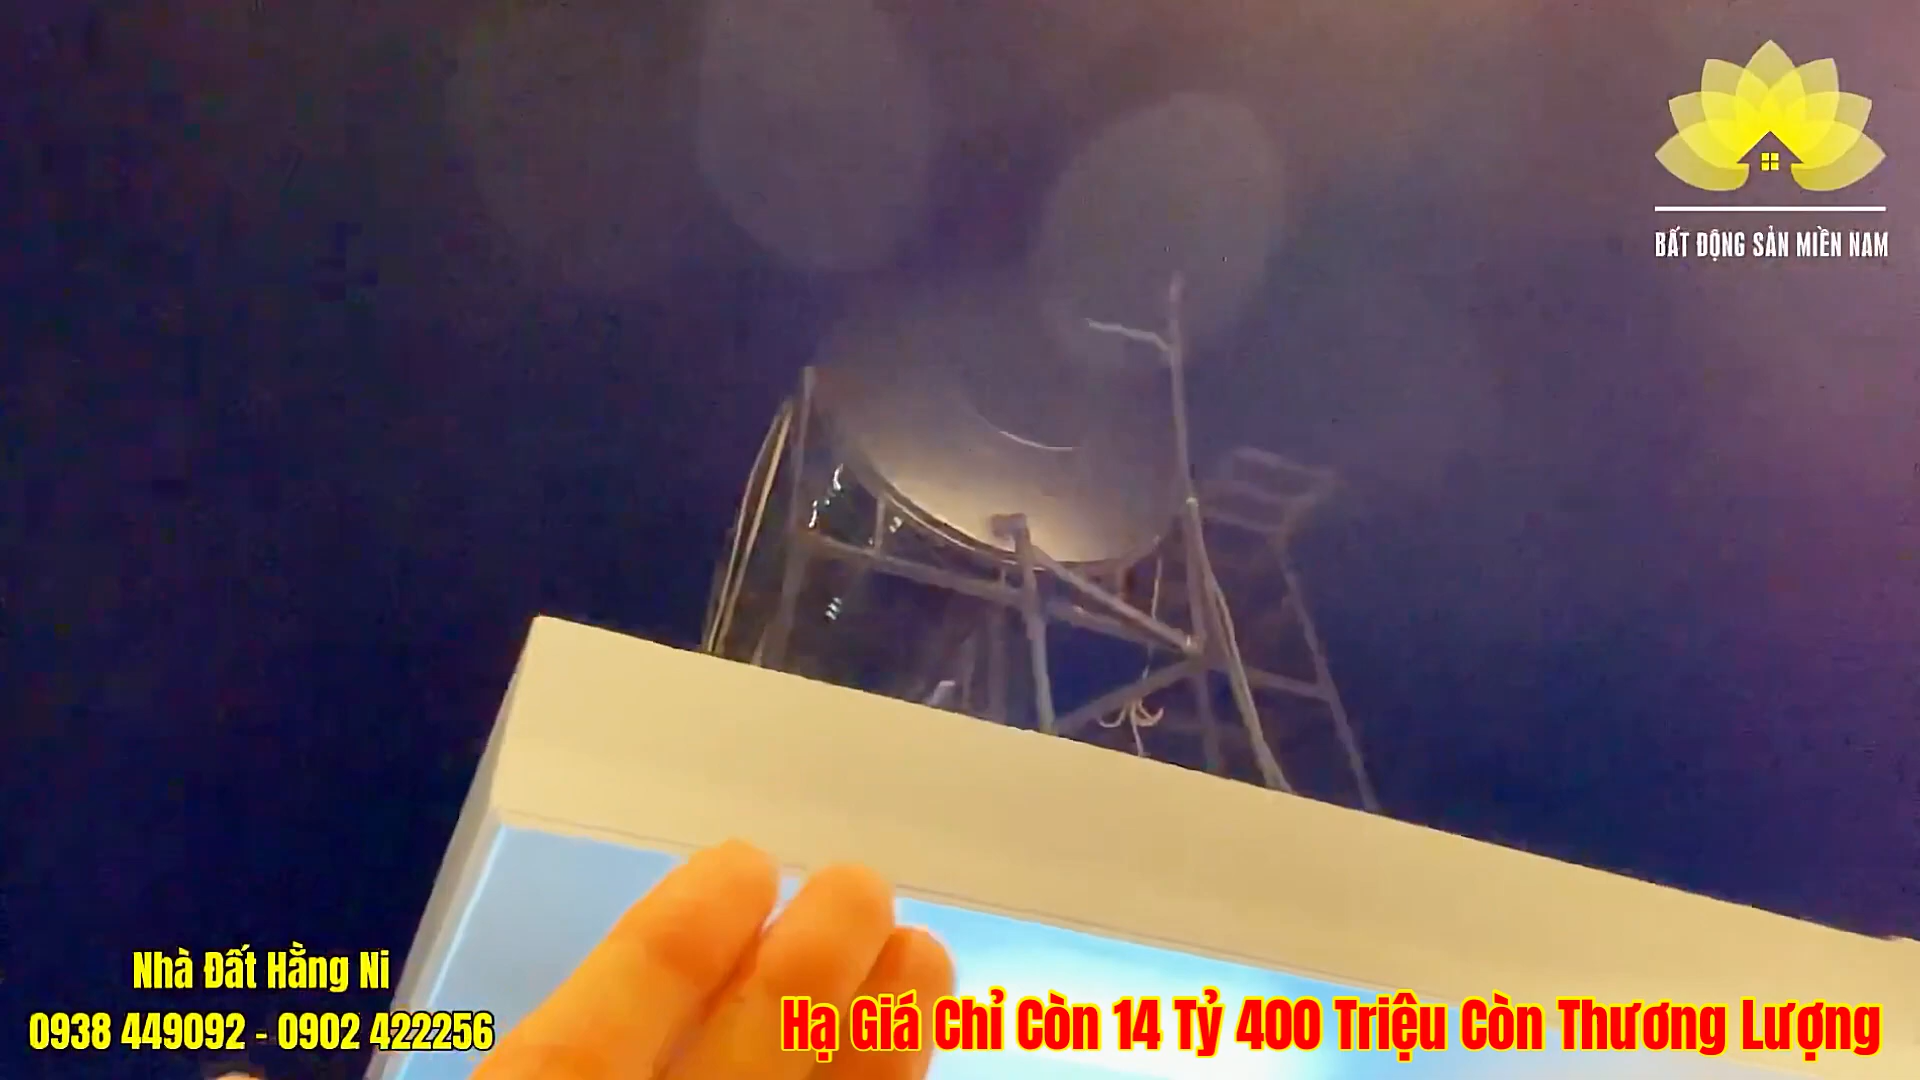 BẤT ĐỘNG SẢN MIỀN NAM
Nhà Đất Hằng Ni
0938 449092 - 0902 422256
Hạ Giá Chỉ Còn 14 Tỷ 400 Triệu Còn Thương Lượng